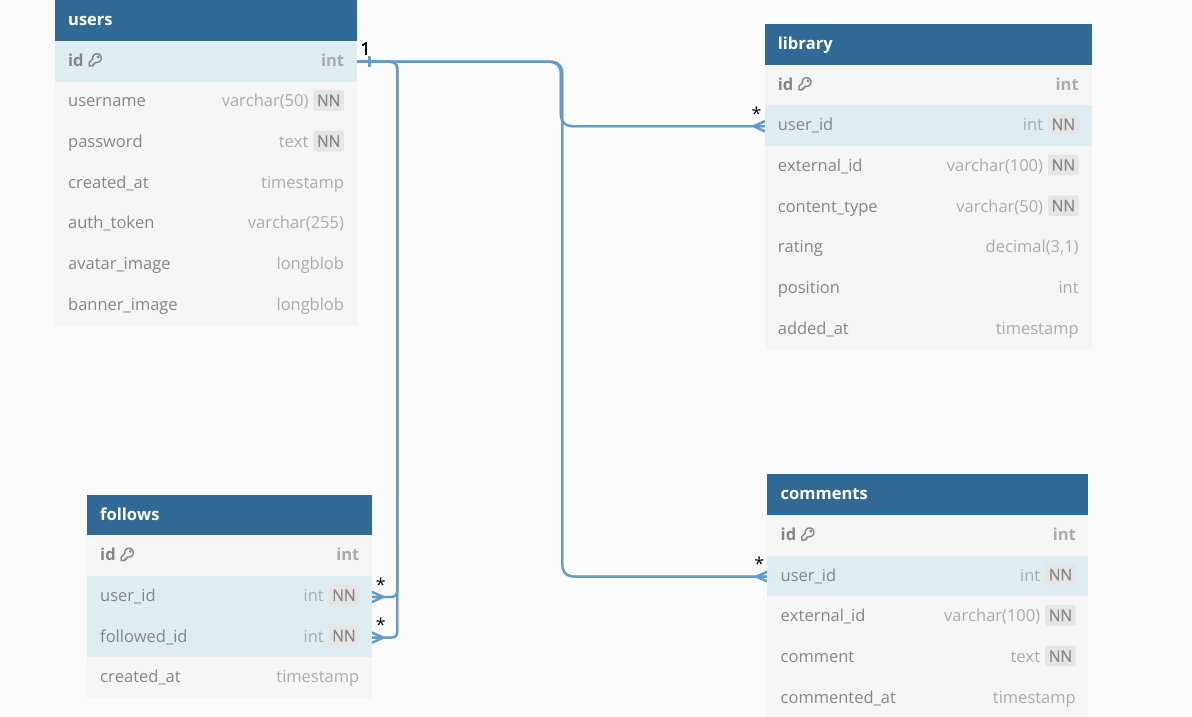 users
id int
username varchar(50) NN
password text NN
created_at timestamp
auth_token varchar(255)
avatar_image longblob
banner_image longblob
1
library
id int
* user_id int NN
external_id varchar(100) NN
content_type varchar(50) NN
rating decimal(3,1)
position int
added_at timestamp
follows
id int
user_id int NN *
followed_id int NN *
created_at timestamp
comments
id int
* user_id int NN
external_id varchar(100) NN
comment text NN
commented_at timestamp